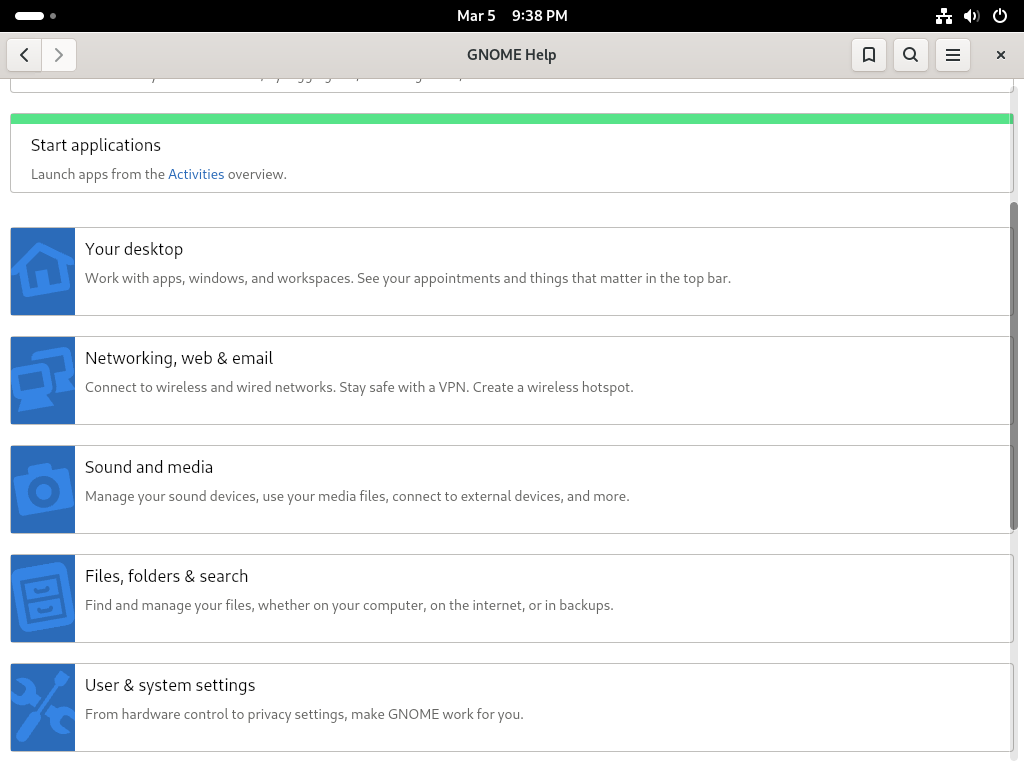 Mar 5 9:38 PM
GNOME Help
Start applications
Launch apps from the Activities overview.
Your desktop
Work with apps, windows, and workspaces. See your appointments and things that matter in the top bar.
Networking, web & email
Connect to wireless and wired networks. Stay safe with a VPN. Create a wireless hotspot.
Sound and media
Manage your sound devices, use your media files, connect to external devices, and more.
Files, folders & search
Find and manage your files, whether on your computer, on the internet, or in backups.
User & system settings
From hardware control to privacy settings, make GNOME work for you.